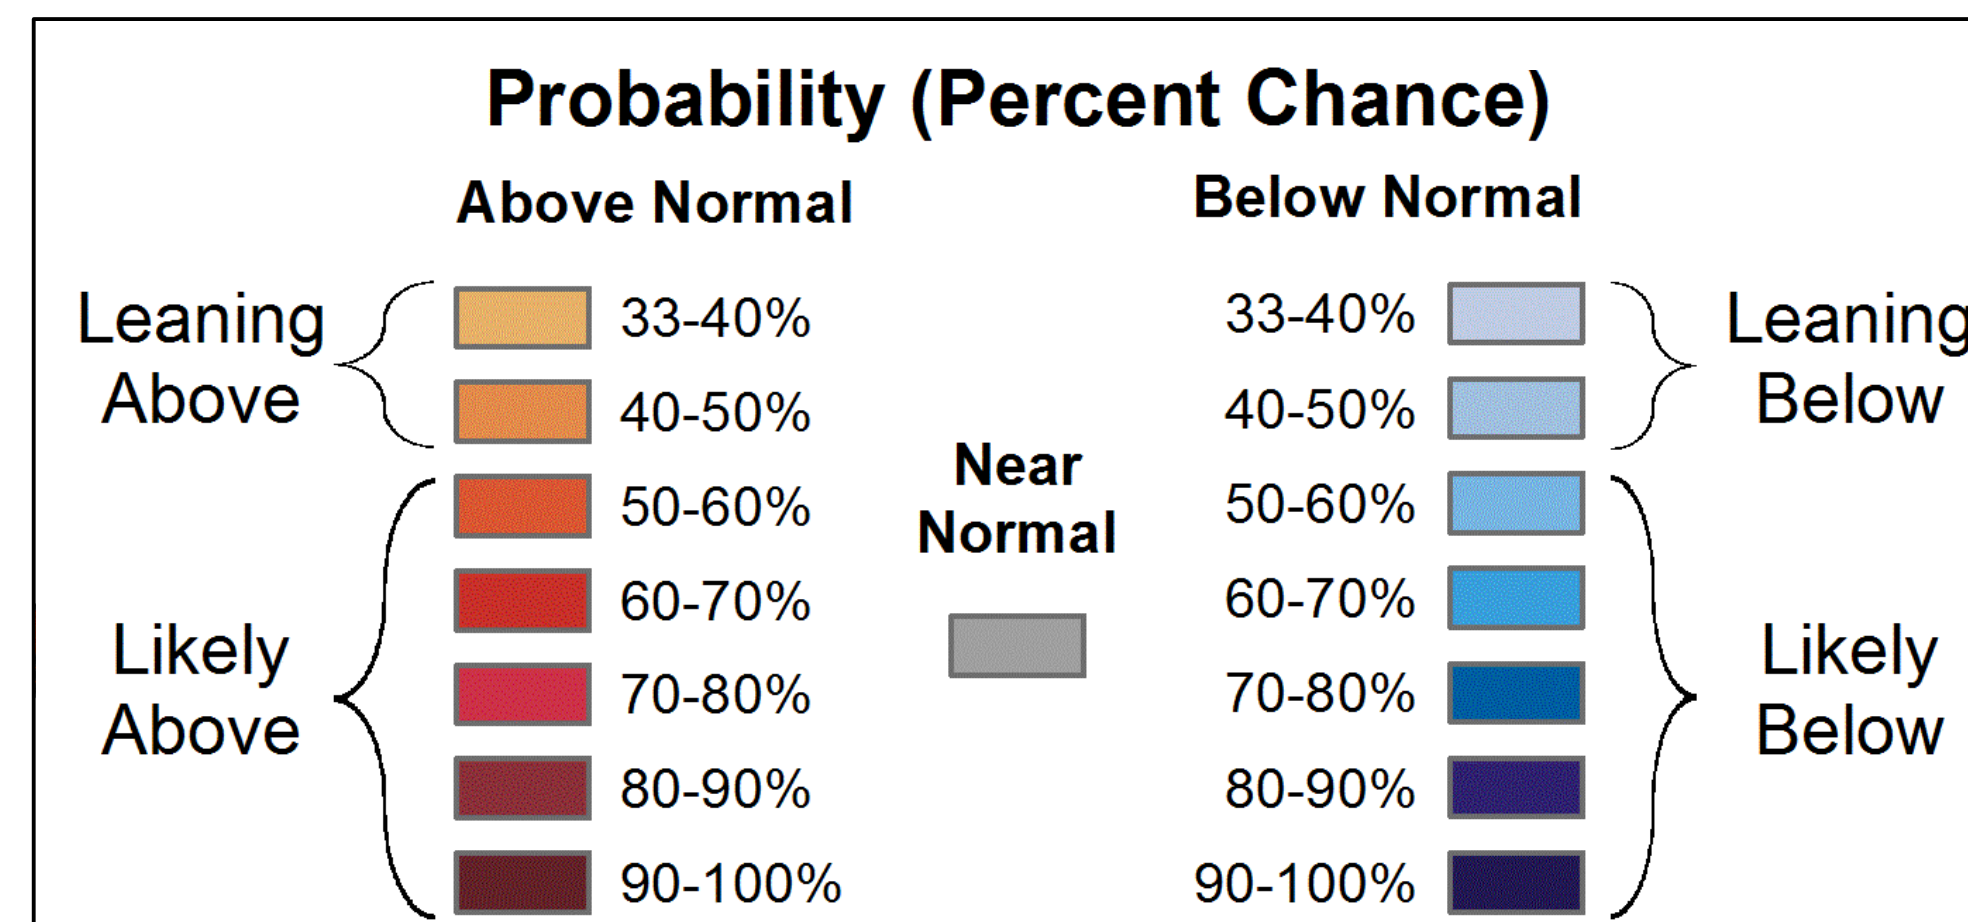 Probability (Percent Chance)
Above Normal
Below Normal
Leaning
Above
33-40%
40-50%
Likely
Above
50-60%
60-70%
70-80%
80-90%
90-100%
Near
Normal
33-40%
40-50%
Leaning
Below
50-60%
60-70%
70-80%
80-90%
90-100%
Likely
Below